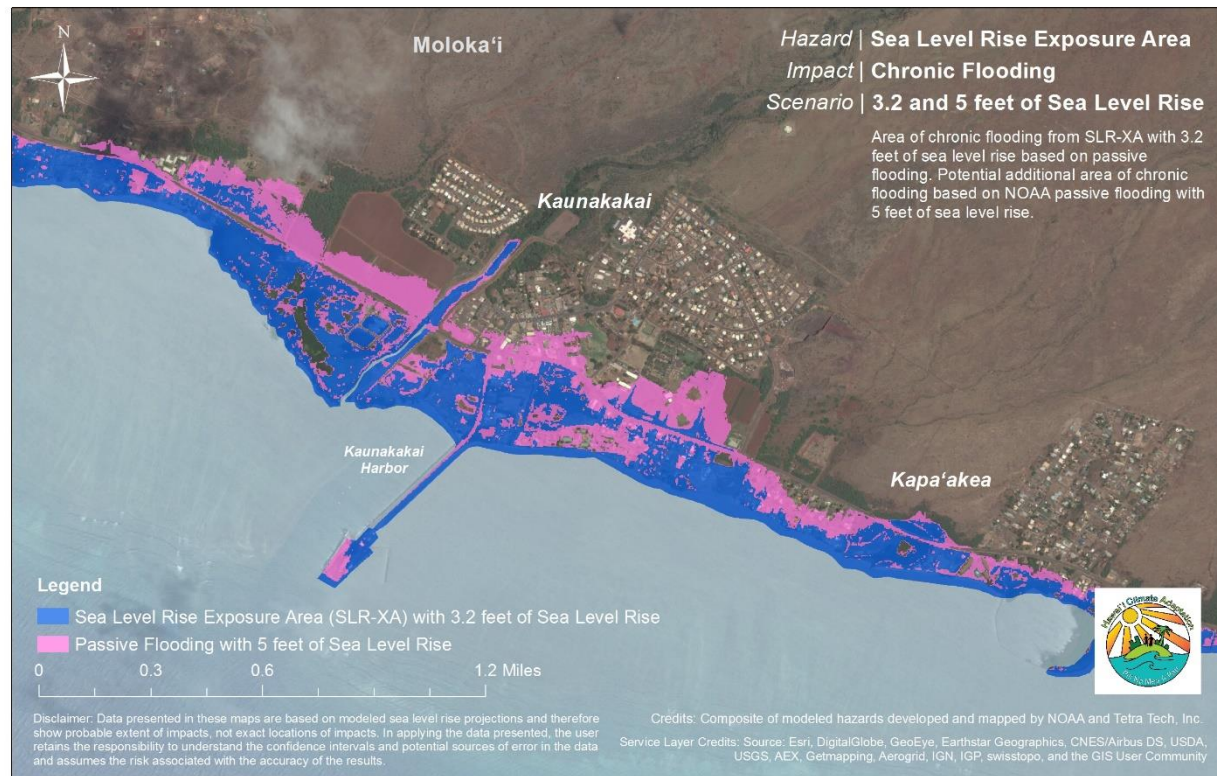 N
Moloka‘i
Hazard | Sea Level Rise Exposure Area
Impact | Chronic Flooding
Scenario | 3.2 and 5 feet of Sea Level Rise
Area of chronic flooding from SLR-XA with 3.2
feet of sea level rise based on passive
flooding. Potential additional area of chronic
flooding based on NOAA passive flooding with
5 feet of sea level rise.
Kaunakakai
Kaunakakai
Harbor
Kapa‘akea
Legend
Sea Level Rise Exposure Area (SLR-XA) with 3.2 feet of Sea Level Rise
Passive Flooding with 5 feet of Sea Level Rise
0 0.3 0.6 1.2 Miles
Hawai‘i Climate Adaptation
Disclaimer: Data presented in these maps are based on modeled sea level rise projections and therefore
show probable extent of impacts, not exact locations of impacts. In applying the data presented, the user
retains the responsibility to understand the confidence intervals and potential sources of error in the data
and assumes the risk associated with the accuracy of the results.
Credits: Composite of modeled hazards developed and mapped by NOAA and Tetra Tech, Inc.
Service Layer Credits: Source: Esri, DigitalGlobe, GeoEye, Earthstar Geographics, CNES/Airbus DS, USDA,
USGS, AEX, Getmapping, Aerogrid, IGN, IGP, swisstopo, and the GIS User Community